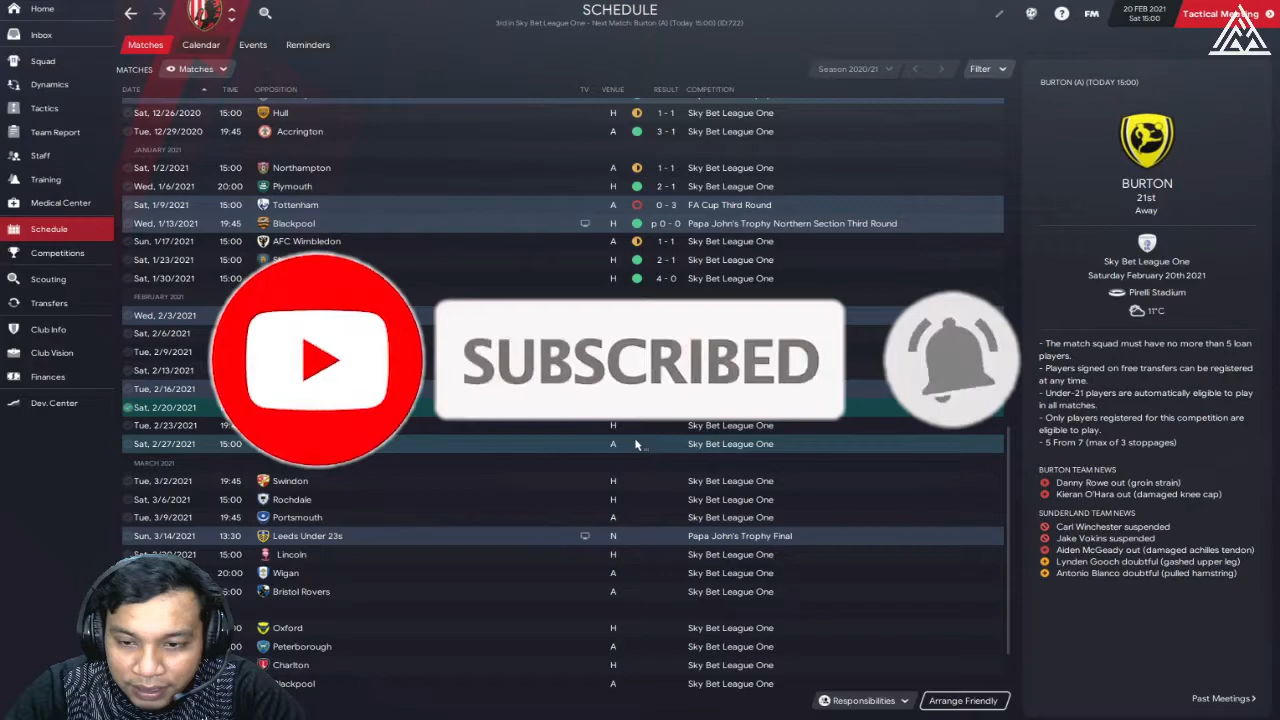 Home
Inbox
Squad
Dynamics
Tactics
Team Report
Staff
Training
Medical Center
Schedule
Competitions
Scouting
Transfers
Club Info
Club Vision
Finances
Dev. Center
SCHEDULE
3rd in Sky Bet League One - Next Match: Burton (A) (Today 15:00) (ID:722)
FM
20 FEB 2021
Sat 15:00
Tactical Meeting
Matches Calendar Events Reminders
MATCHES Matches Season 2020/21 Filter
DATE TIME OPPOSITION TV VENUE RESULT COMPETITION
Sat, 12/26/2020 15:00 Hull H 1 - 1 Sky Bet League One
Tue, 12/29/2020 19:45 Accrington A 3 - 1 Sky Bet League One
JANUARY 2021
Sat, 1/2/2021 15:00 Northampton A 1 - 1 Sky Bet League One
Wed, 1/6/2021 20:00 Plymouth H 2 - 1 Sky Bet League One
Sat, 1/9/2021 15:00 Tottenham A 0 - 3 FA Cup Third Round
Wed, 1/13/2021 19:45 Blackpool H p 0 - 0 Papa John's Trophy Northern Section Third Round
Sun, 1/17/2021 15:00 AFC Wimbledon A 1 - 1 Sky Bet League One
Sat, 1/23/2021 15:00 H 2 - 1 Sky Bet League One
Sat, 1/30/2021 15:00 H 4 - 0 Sky Bet League One
FEBRUARY 2021
Wed, 2/3/2021
Sat, 2/6/2021
Tue, 2/9/2021
Sat, 2/13/2021
Tue, 2/16/2021
Sat, 2/20/2021
Tue, 2/23/2021 H Sky Bet League One
Sat, 2/27/2021 15:00 A Sky Bet League One
SUBSCRIBED
MARCH 2021
Tue, 3/2/2021 19:45 Swindon H Sky Bet League One
Sat, 3/6/2021 15:00 Rochdale H Sky Bet League One
Tue, 3/9/2021 19:45 Portsmouth A Sky Bet League One
Sun, 3/14/2021 13:30 Leeds Under 23s N Papa John's Trophy Final
15:00 Lincoln H Sky Bet League One
20:00 Wigan A Sky Bet League One
Bristol Rovers A Sky Bet League One
Oxford H Sky Bet League One
Peterborough A Sky Bet League One
Charlton H Sky Bet League One
A Sky Bet League One
Responsibilities Arrange Friendly
BURTON (A) (TODAY 15:00)
BURTON
21st
Away
Sky Bet League One
Saturday February 20th 2021
Pirelli Stadium
11°C
- The match squad must have no more than 5 loan
players.
- Players signed on free transfers can be registered
at any time.
- Under-21 players are automatically eligible to play
in all matches.
- Only players registered for this competition are
eligible to play.
- 5 From 7 (max of 3 stoppages)
BURTON TEAM NEWS
Danny Rowe out (groin strain)
Kieran O'Hara out (damaged knee cap)
SUNDERLAND TEAM NEWS
Carl Winchester suspended
Jake Vokins suspended
Aiden McGeady out (damaged achilles tendon)
Lynden Gooch doubtful (gashed upper leg)
Antonio Blanco doubtful (pulled hamstring)
Past Meetings